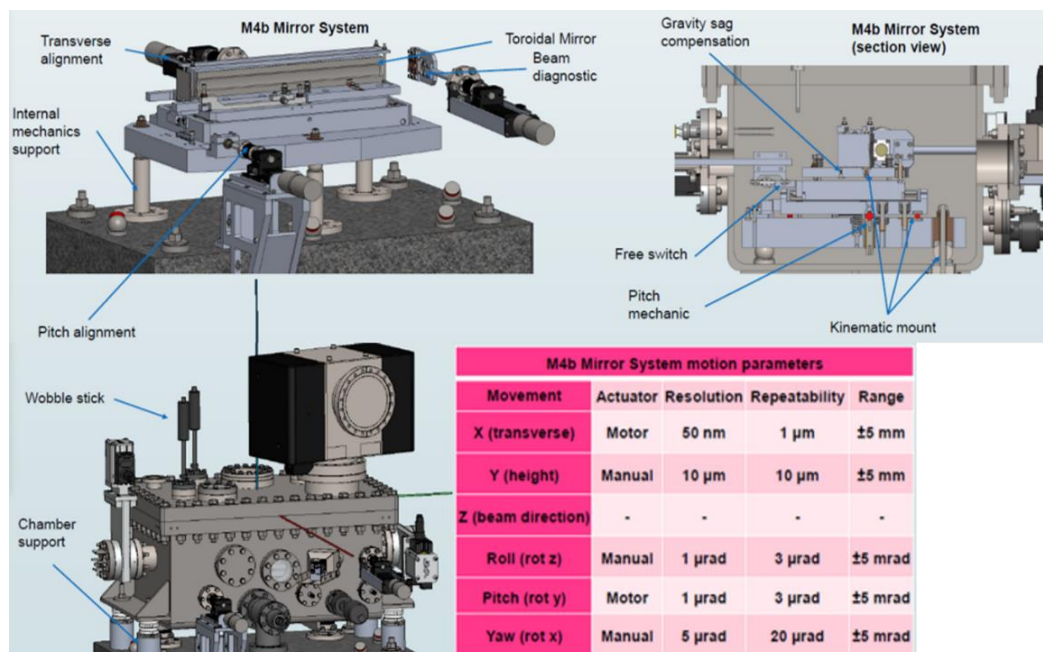 M4b Mirror System
Transverse
alignment
Toroidal Mirror
Beam
diagnostic
Internal
mechanics
support
Pitch alignment
Gravity sag
compensation
M4b Mirror System
(section view)
Free switch
Pitch
mechanic
Kinematic mount
Wobble stick
Chamber
support
M4b Mirror System motion parameters
Movement Actuator Resolution Repeatability Range
X (transverse) Motor 50 nm 1 µm ±5 mm
Y (height) Manual 10 µm 10 µm ±5 mm
Z (beam direction) - - - -
Roll (rot z) Manual 1 µrad 3 µrad ±5 mrad
Pitch (rot y) Motor 1 µrad 3 µrad ±5 mrad
Yaw (rot x) Manual 5 µrad 20 µrad ±5 mrad